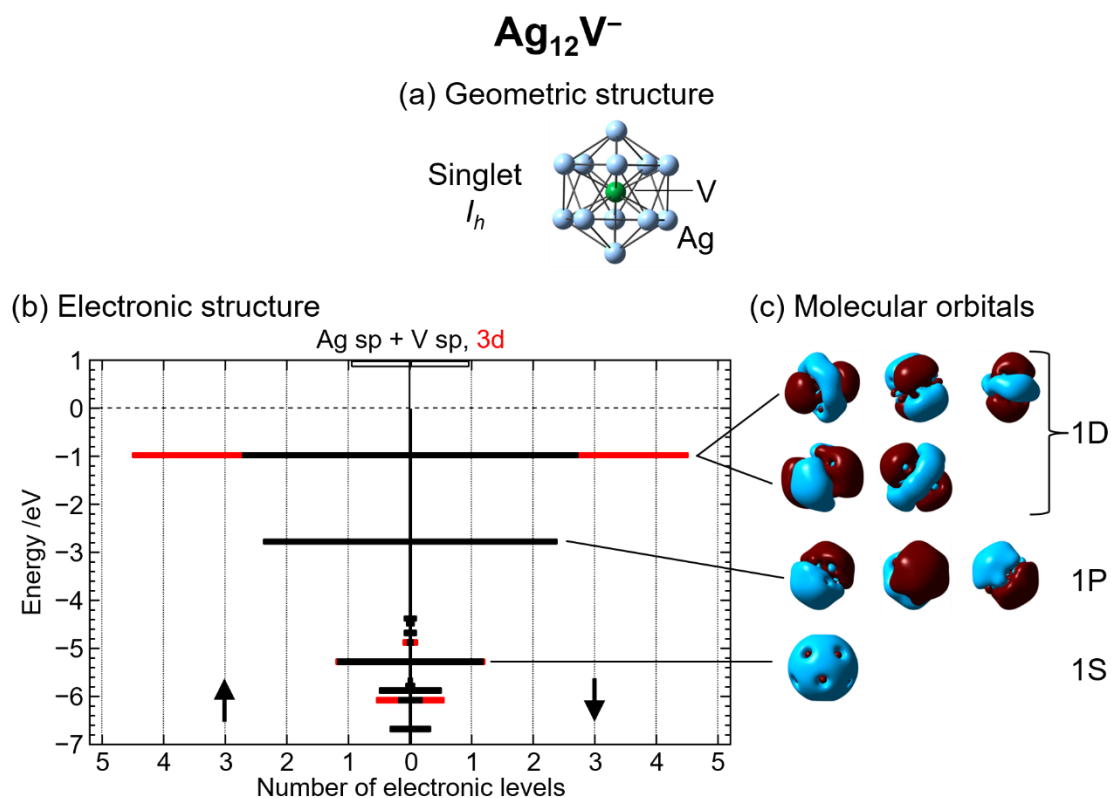 Ag₁₂V⁻
(a) Geometric structure
Singlet
Iₕ
V
Ag
(b) Electronic structure
(c) Molecular orbitals
Ag sp + V sp, 3d
1
0
−1
−2
−3
−4
−5
−6
−7
Energy /eV
5 4 3 2 1 0 1 2 3 4 5
Number of electronic levels
1D
1P
1S